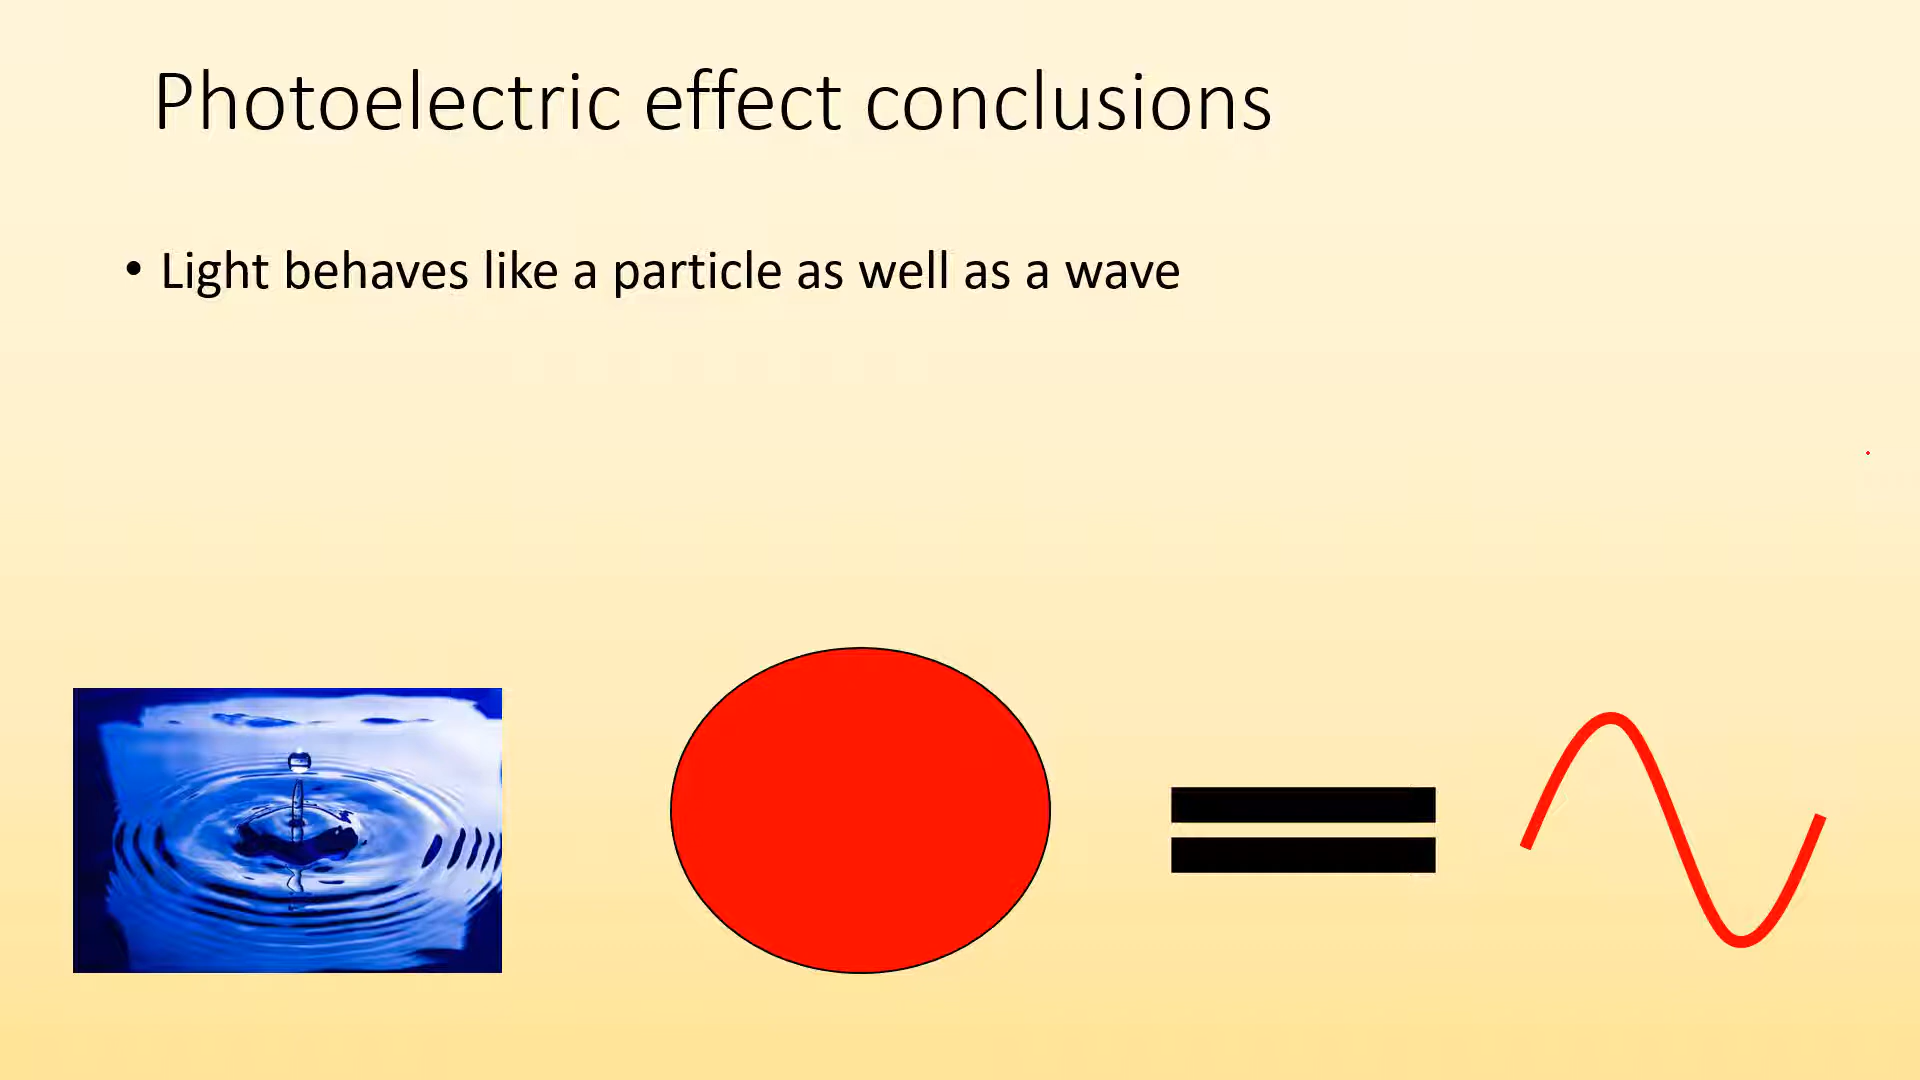 Photoelectric effect conclusions
• Light behaves like a particle as well as a wave